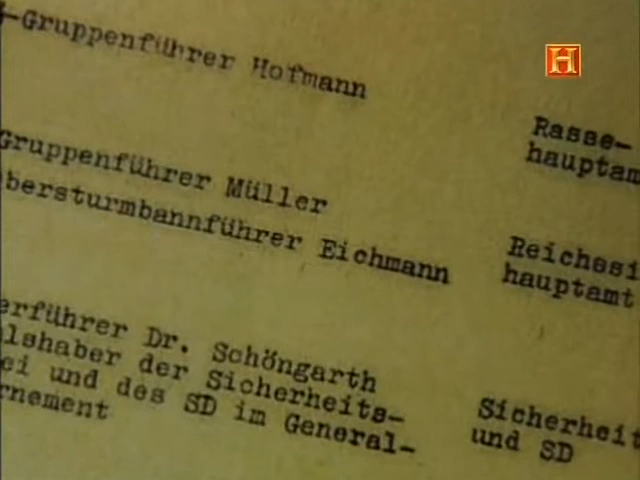 -Gruppenführer Hofmann
Rasse-
hauptam
Gruppenführer Müller
bersturmbannführer Eichmann
Reichssi
hauptamt
erführer Dr. Schöngarth
lshaber der Sicherheits-
ei und des SD im General-
rnement
Sicherheit
und SD
H